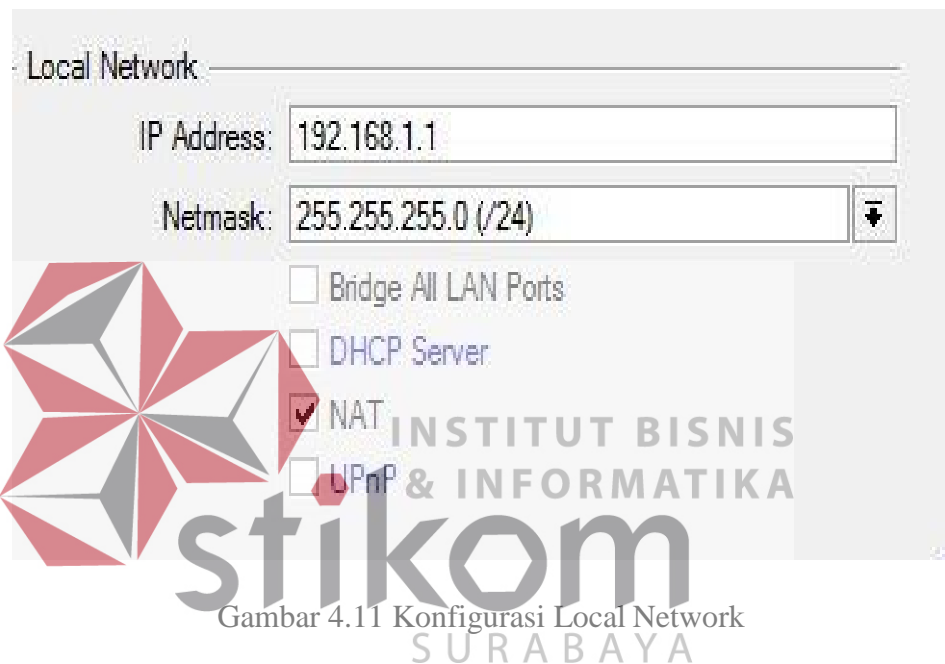 Local Network
IP Address: 192.168.1.1
Netmask: 255.255.255.0 (/24)
Bridge All LAN Ports
DHCP Server
NAT
UPnP
INSTITUT BISNIS
& INFORMATIKA
stikom
SURABAYA
Gambar 4.11 Konfigurasi Local Network